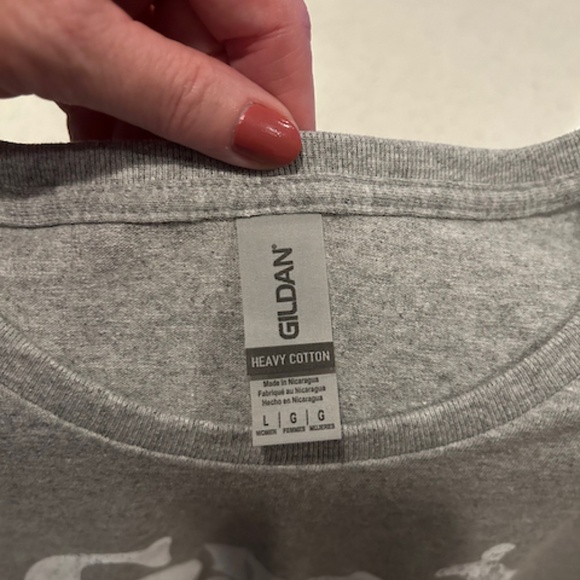 GILDAN®
HEAVY COTTON
Made in Nicaragua
Fabriqué au Nicaragua
Hecho en Nicaragua
L | G | G
WOMEN FEMMES MUJERES